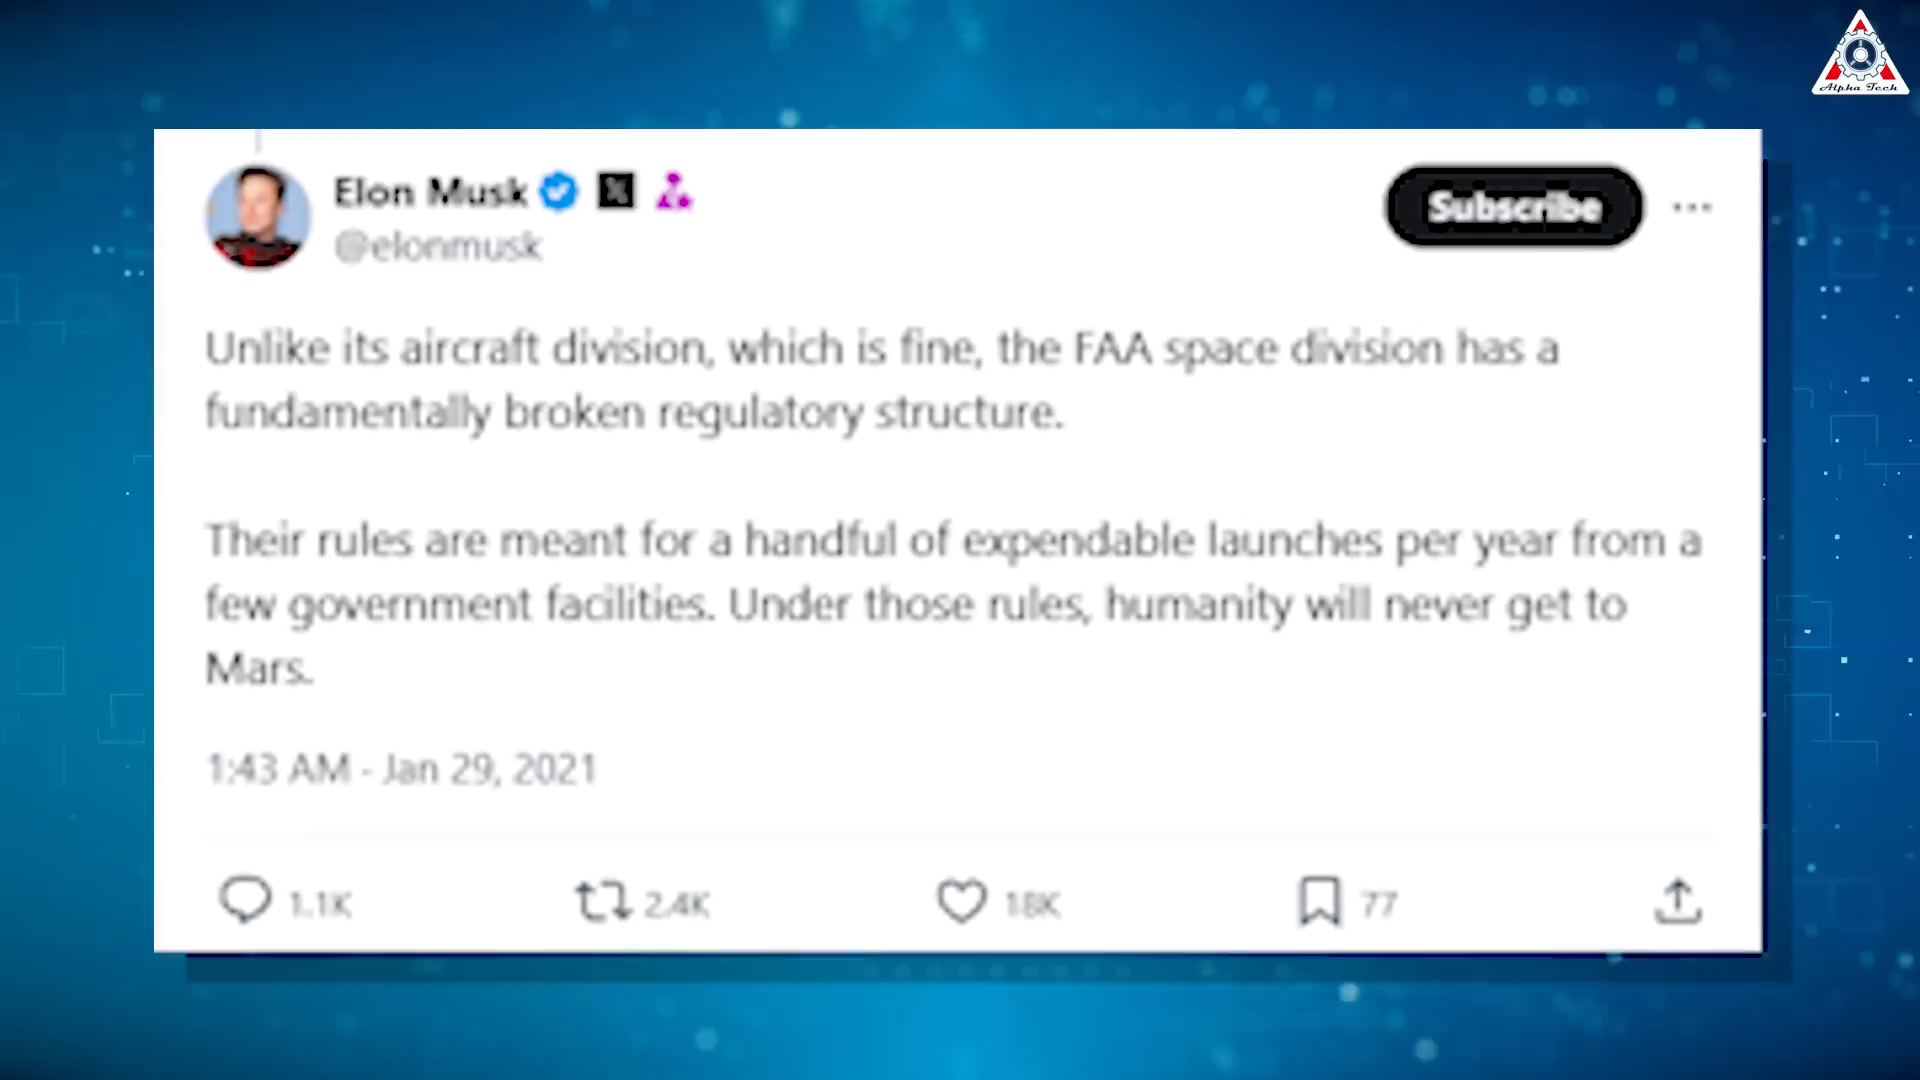 Alpha Tech
Elon Musk
@elonmusk
Subscribe
Unlike its aircraft division, which is fine, the FAA space division has a
fundamentally broken regulatory structure.
Their rules are meant for a handful of expendable launches per year from a
few government facilities. Under those rules, humanity will never get to
Mars.
1:43 AM - Jan 29, 2021
1.1K 2.4K 18K 77